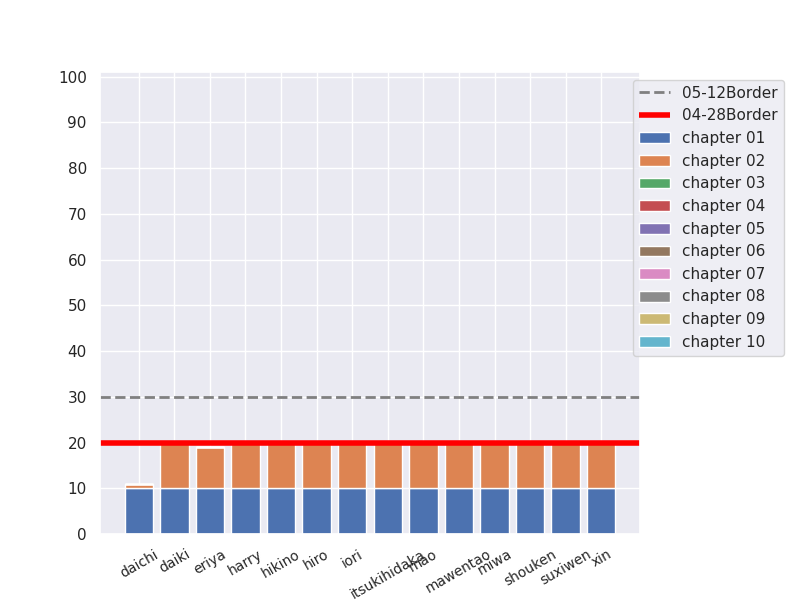 100
90
80
70
60
50
40
30
20
10
0
daichi
daiki
eriya
harry
hikino
hiro
iori
itsukihidaka
mao
mawentao
miwa
shouken
suxiwen
xin
05-12Border
04-28Border
chapter 01
chapter 02
chapter 03
chapter 04
chapter 05
chapter 06
chapter 07
chapter 08
chapter 09
chapter 10